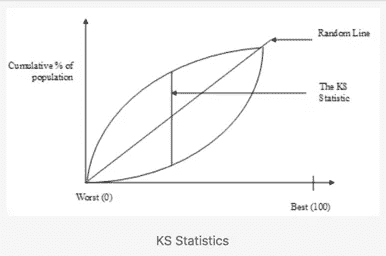 Random Line
Cumulative % of
population
The KS
Statistic
Worst (0)
Best (100)
KS Statistics